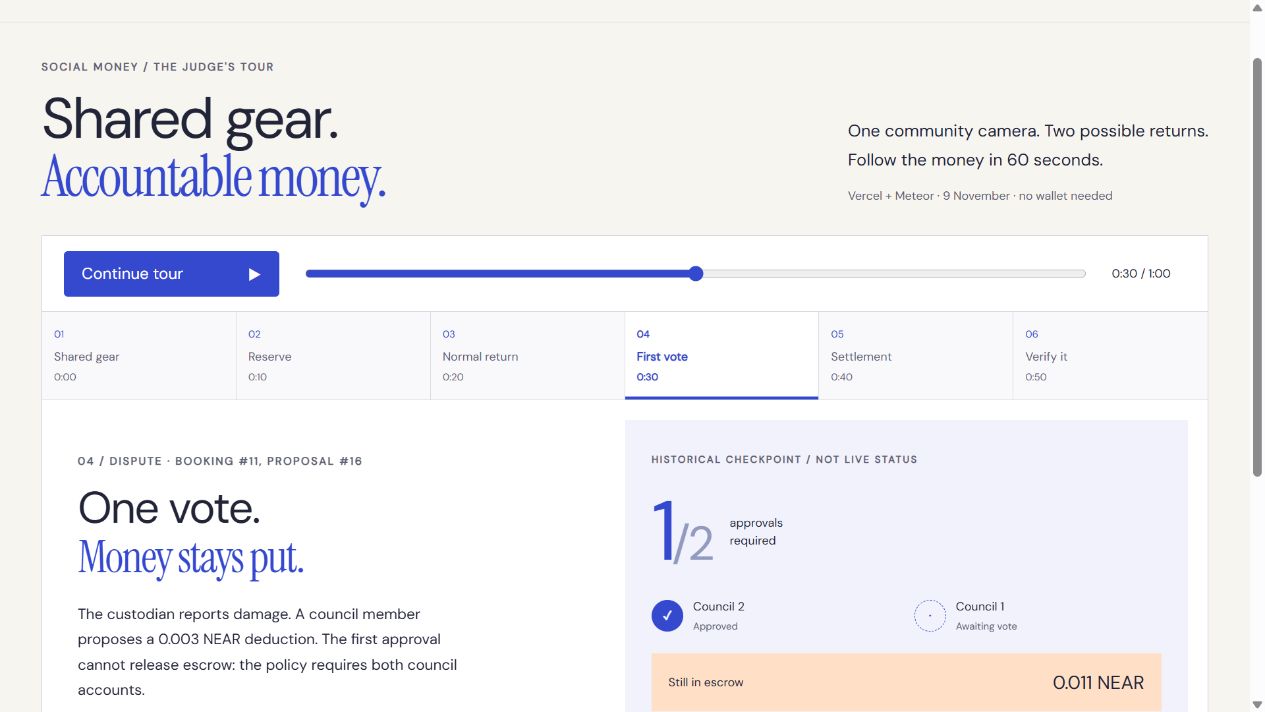 SOCIAL MONEY / THE JUDGE'S TOUR
Shared gear.
Accountable money.
One community camera. Two possible returns.
Follow the money in 60 seconds.
Vercel + Meteor · 9 November · no wallet needed
Continue tour
0:30 / 1:00
01
Shared gear
0:00
02
Reserve
0:10
03
Normal return
0:20
04
First vote
0:30
05
Settlement
0:40
06
Verify it
0:50
04 / DISPUTE · BOOKING #11, PROPOSAL #16
One vote.
Money stays put.
The custodian reports damage. A council member
proposes a 0.003 NEAR deduction. The first approval
cannot release escrow: the policy requires both council
accounts.
HISTORICAL CHECKPOINT / NOT LIVE STATUS
1/2
approvals
required
Council 2
Approved
Council 1
Awaiting vote
Still in escrow
0.011 NEAR